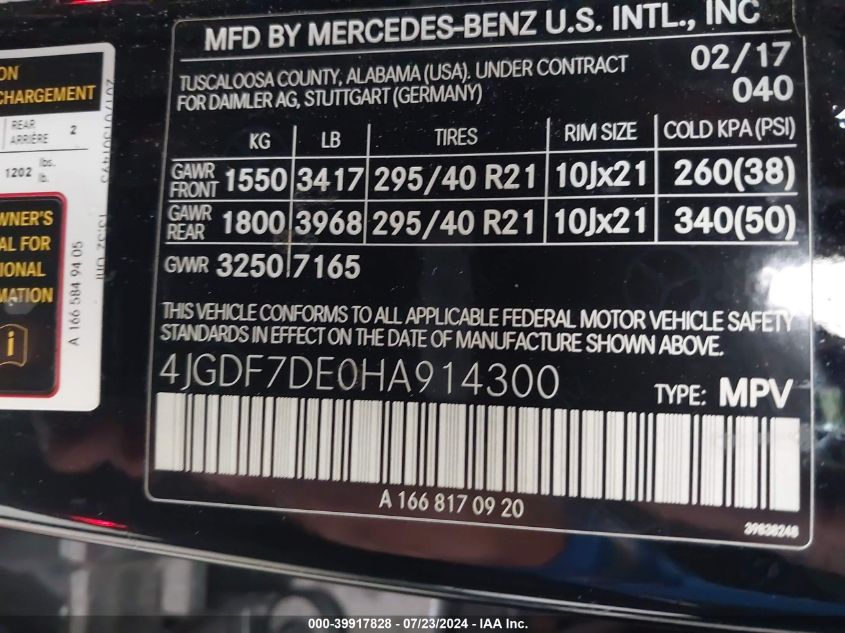 MFD BY MERCEDES-BENZ U.S. INTL., INC
TUSCALOOSA COUNTY, ALABAMA (USA). UNDER CONTRACT 02/17
FOR DAIMLER AG, STUTTGART (GERMANY) 040
KG LB TIRES RIM SIZE COLD KPA (PSI)
GAWR FRONT 1550 3417 295/40 R21 10Jx21 260(38)
GAWR REAR 1800 3968 295/40 R21 10Jx21 340(50)
GVWR 3250 7165
THIS VEHICLE CONFORMS TO ALL APPLICABLE FEDERAL MOTOR VEHICLE SAFETY
STANDARDS IN EFFECT ON THE DATE OF MANUFACTURE SHOWN ABOVE.
4JGDF7DE0HA914300 TYPE: MPV
A 166 817 09 20
39838248
ON
CHARGEMENT
REAR
ARRIÈRE 2
1202 lbs.
lb.
WNER'S
AL FOR
IONAL
MATION
i
A 166 584 94 05
000-39917828 - 07/23/2024 - IAA Inc.